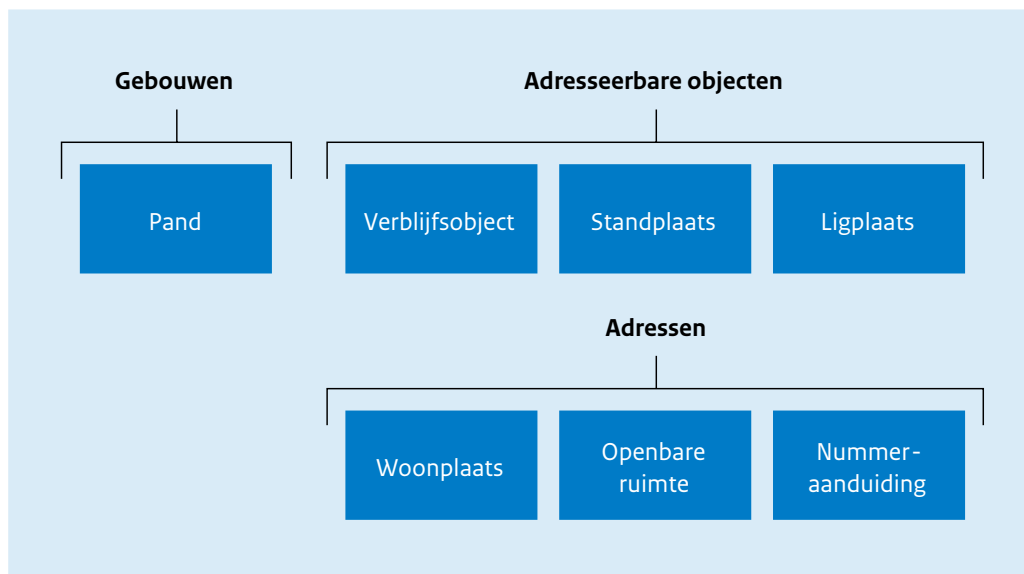 Gebouwen
Pand
Adresseerbare objecten
Verblijfsobject
Standplaats
Ligplaats
Adressen
Woonplaats
Openbare
ruimte
Nummer-
aanduiding